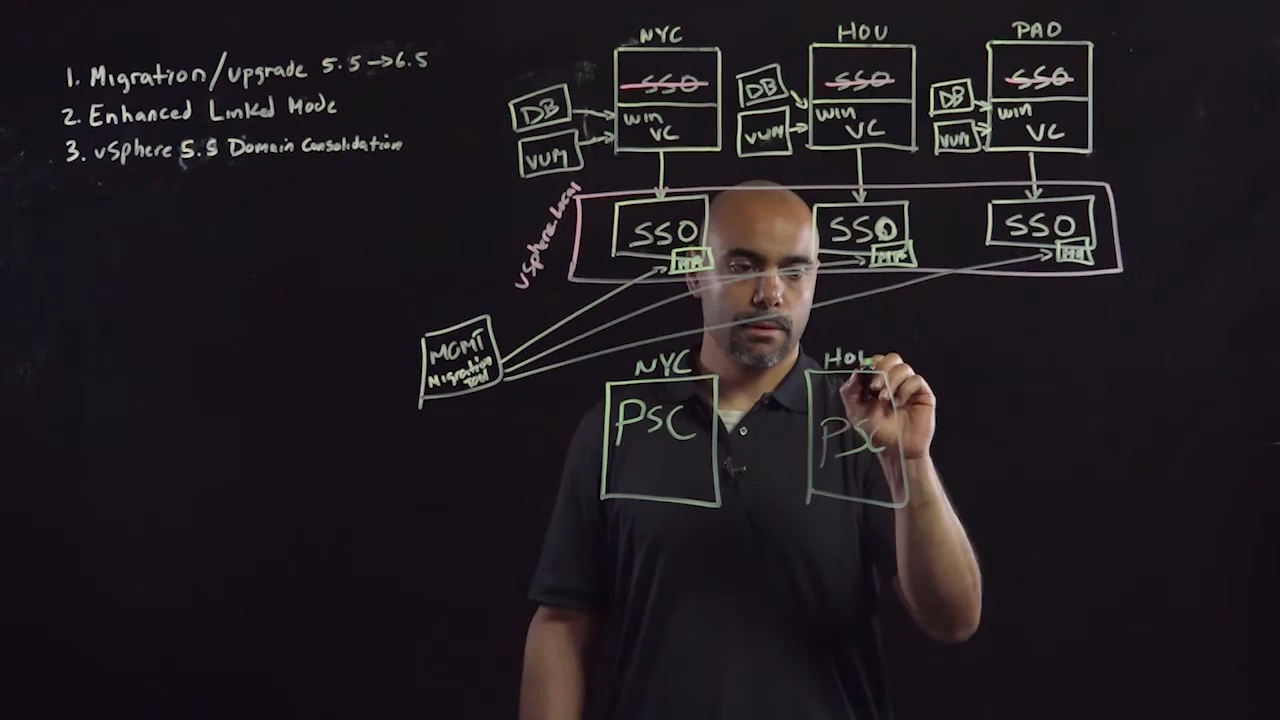 1. Migration/upgrade 5.5→6.5
2. Enhanced Linked Mode
3. vSphere 5.5 Domain Consolidation
NYC
HOU
PAO
SSO
SSO
SSO
DB
VUM
WIN
VC
DB
VUM
WIN
VC
DB
VUM
WIN
VC
vSphere.local
SSO
MA
SSO
MA
SSO
MA
MGMT
Migration
Tool
NYC
PSC
HOU
PSC